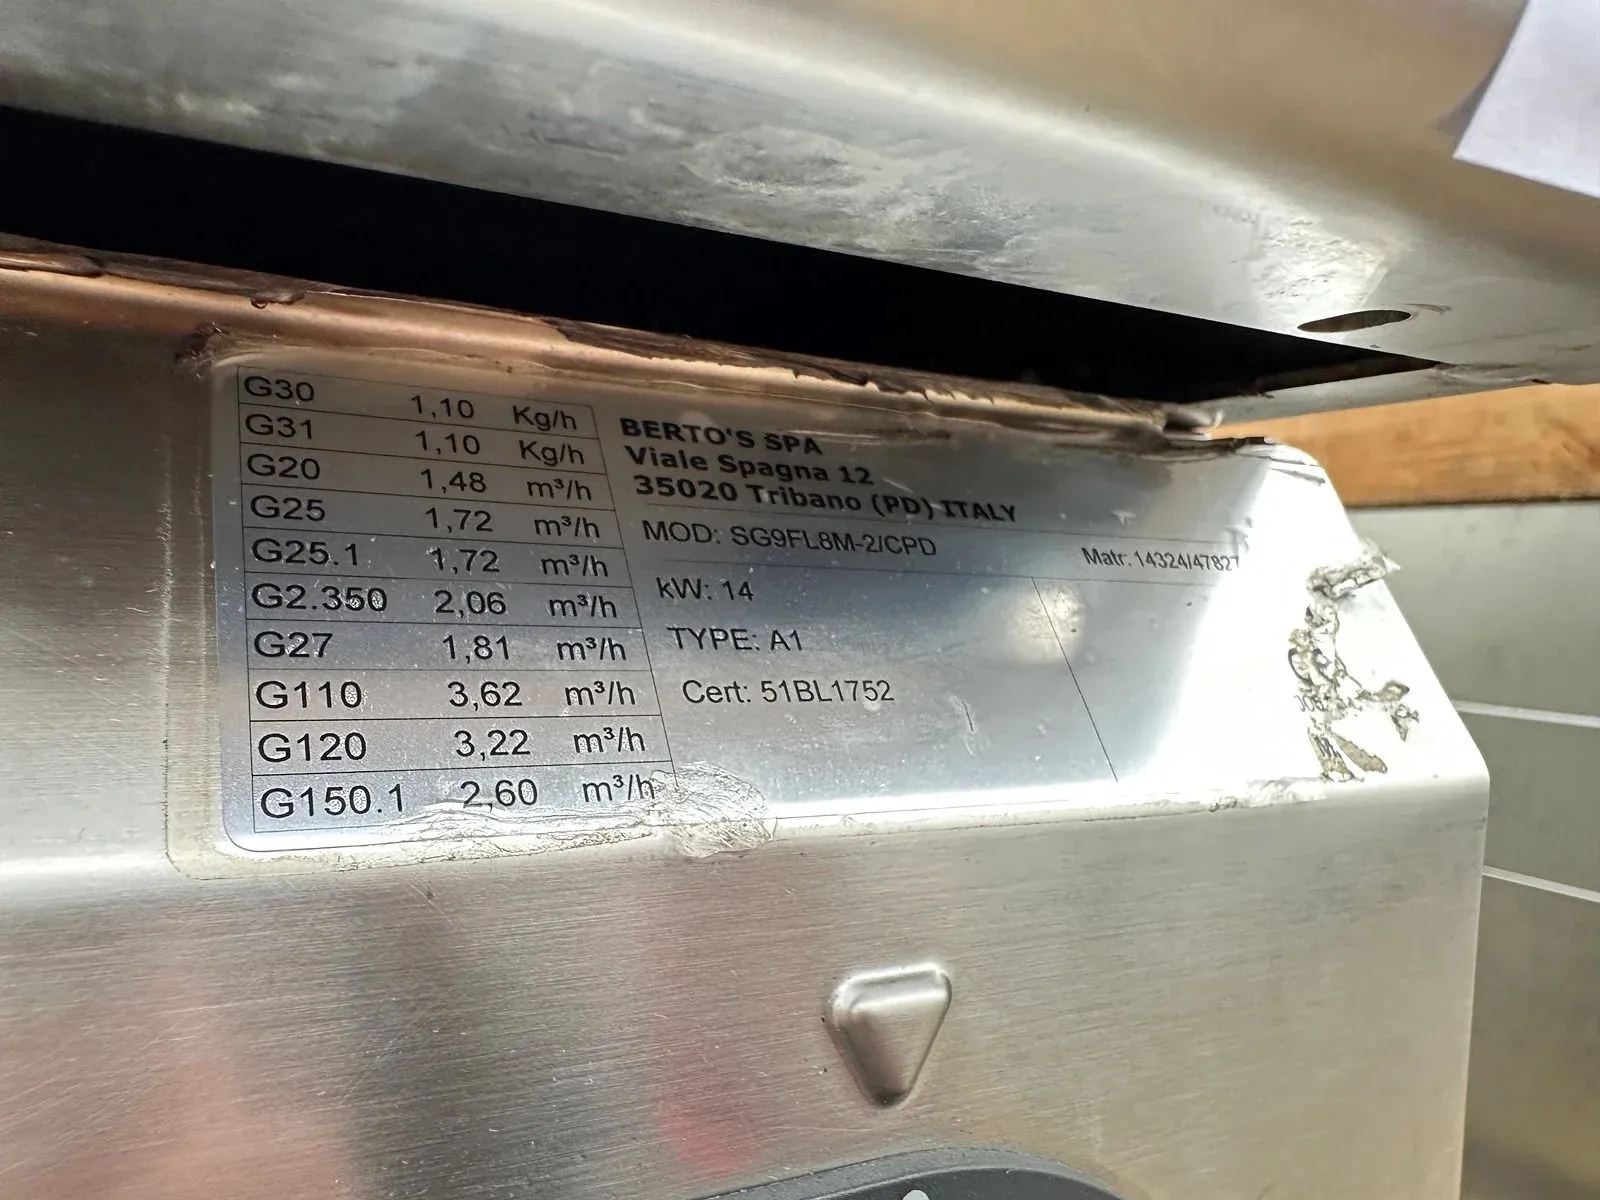 G30 1,10 Kg/h
G31 1,10 Kg/h
G20 1,48 m³/h
G25 1,72 m³/h
G25.1 1,72 m³/h
G2.350 2,06 m³/h
G27 1,81 m³/h
G110 3,62 m³/h
G120 3,22 m³/h
G150.1 2,60 m³/h
BERTO'S SPA
Viale Spagna 12
35020 Tribano (PD) ITALY
MOD: SG9FL8M-2/CPD Matr: 14324/47827
kW: 14
TYPE: A1
Cert: 51BL1752